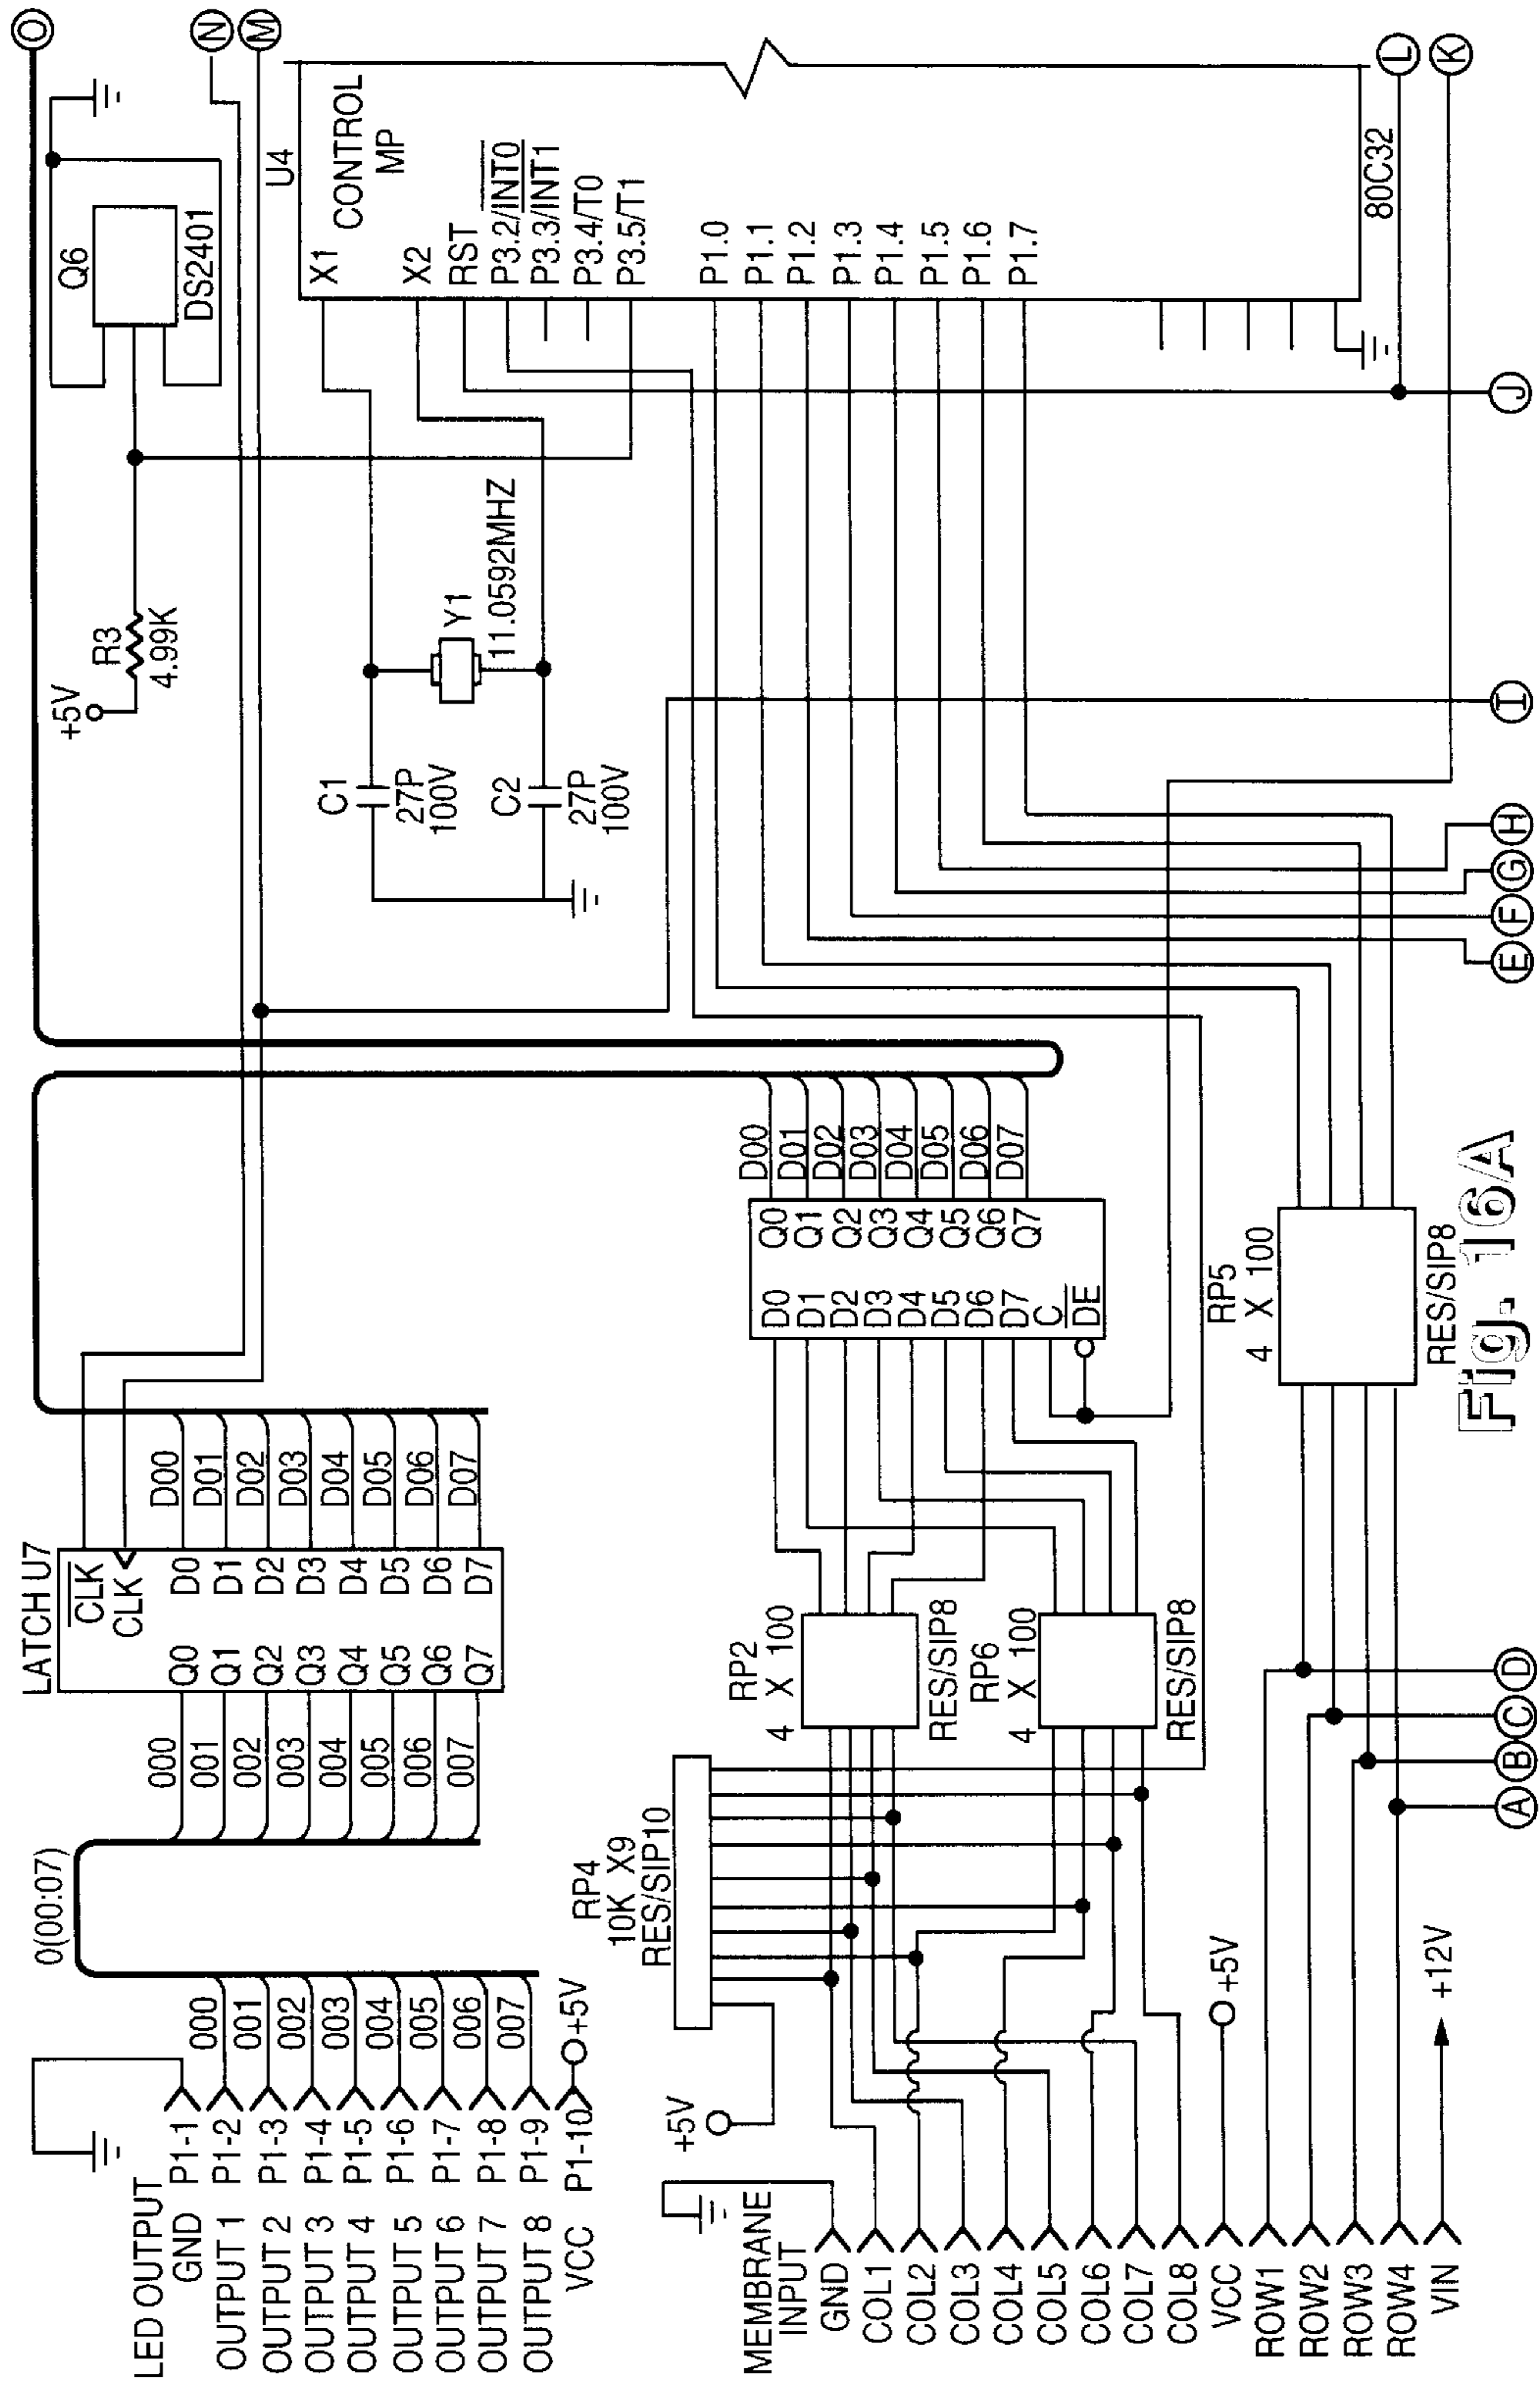 LED OUTPUT
GND P1-1
OUTPUT 1 P1-2 000
OUTPUT 2 P1-3 001
OUTPUT 3 P1-4 002
OUTPUT 4 P1-5 003
OUTPUT 5 P1-6 004
OUTPUT 6 P1-7 005
OUTPUT 7 P1-8 006
OUTPUT 8 P1-9 007
VCC P1-10 +5V
0(00:07)
LATCH U7
CLK
CLK
000 Q0 D0 D00
001 Q1 D1 D01
002 Q2 D2 D02
003 Q3 D3 D03
004 Q4 D4 D04
005 Q5 D5 D05
006 Q6 D6 D06
007 Q7 D7 D07
O
N
M
Q6
DS2401
+5V
R3
4.99K
C1
27P
100V
C2
27P
100V
Y1
11.0592MHZ
U4
CONTROL
MP
X1
X2
RST
P3.2/INT0
P3.3/INT1
P3.4/T0
P3.5/T1
P1.0
P1.1
P1.2
P1.3
P1.4
P1.5
P1.6
P1.7
80C32
L
K
RP4
10K X9
RES/SIP10
+5V
RP2
4 X 100
RES/SIP8
RP6
4 X 100
RES/SIP8
D0 Q0 D00
D1 Q1 D01
D2 Q2 D02
D3 Q3 D03
D4 Q4 D04
D5 Q5 D05
D6 Q6 D06
D7 Q7 D07
C
DE
RP5
4 X 100
RES/SIP8
MEMBRANE
INPUT
GND
COL1
COL2
COL3
COL4
COL5
COL6
COL7
COL8
VCC +5V
ROW1
ROW2
ROW3
ROW4
VIN +12V
A B C D E F G H I J
Fig. 16A